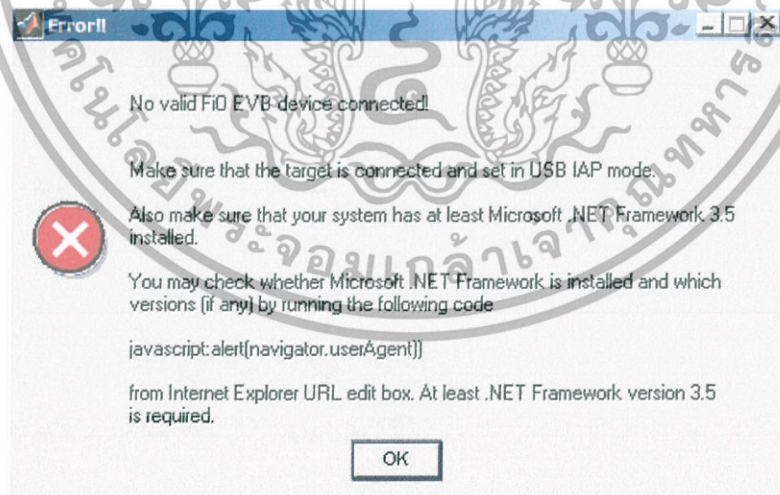 Error!!
No valid FiO EVB device connected!
Make sure that the target is connected and set in USB IAP mode.
Also make sure that your system has at least Microsoft .NET Framework 3.5
installed.
You may check whether Microsoft .NET Framework is installed and which
versions (if any) by running the following code
javascript:alert(navigator.userAgent))
from Internet Explorer URL edit box. At least .NET Framework version 3.5
is required.
OK